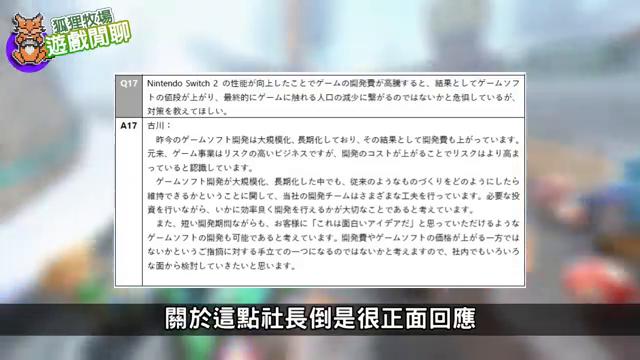 狐狸牧場
遊戲閒聊
Q17 Nintendo Switch 2 の性能が向上したことでゲームの開発費が高騰すると、結果としてゲームソフ
トの値段が上がり、最終的にゲームに触れる人口の減少に繋がるのではないかと危惧しているが、
対策を教えてほしい。
A17 古川：
昨今のゲームソフト開発は大規模化、長期化しており、その結果として開発費も上がっています。
元来、ゲーム事業はリスクの高いビジネスですが、開発のコストが上がることでリスクはより高ま
っていると認識しています。
ゲームソフト開発が大規模化、長期化した中でも、従来のようなものづくりをどのようにしたら
維持できるかということに関して、当社の開発チームはさまざまな工夫を行っています。必要な投
資を行いながら、いかに効率良く開発を行えるかが大切なことであると考えています。
また、短い開発期間ながらも、お客様に「これは面白いアイデアだ」と思っていただけるような
ゲームソフトの開発も可能であると考えています。開発費やゲームソフトの価格が上がる一方では
ないかというご指摘に対する手立ての一つになるのではないかと考えますので、社内でもいろいろ
な面から検討していきたいと思います。
關於這點社長倒是很正面回應